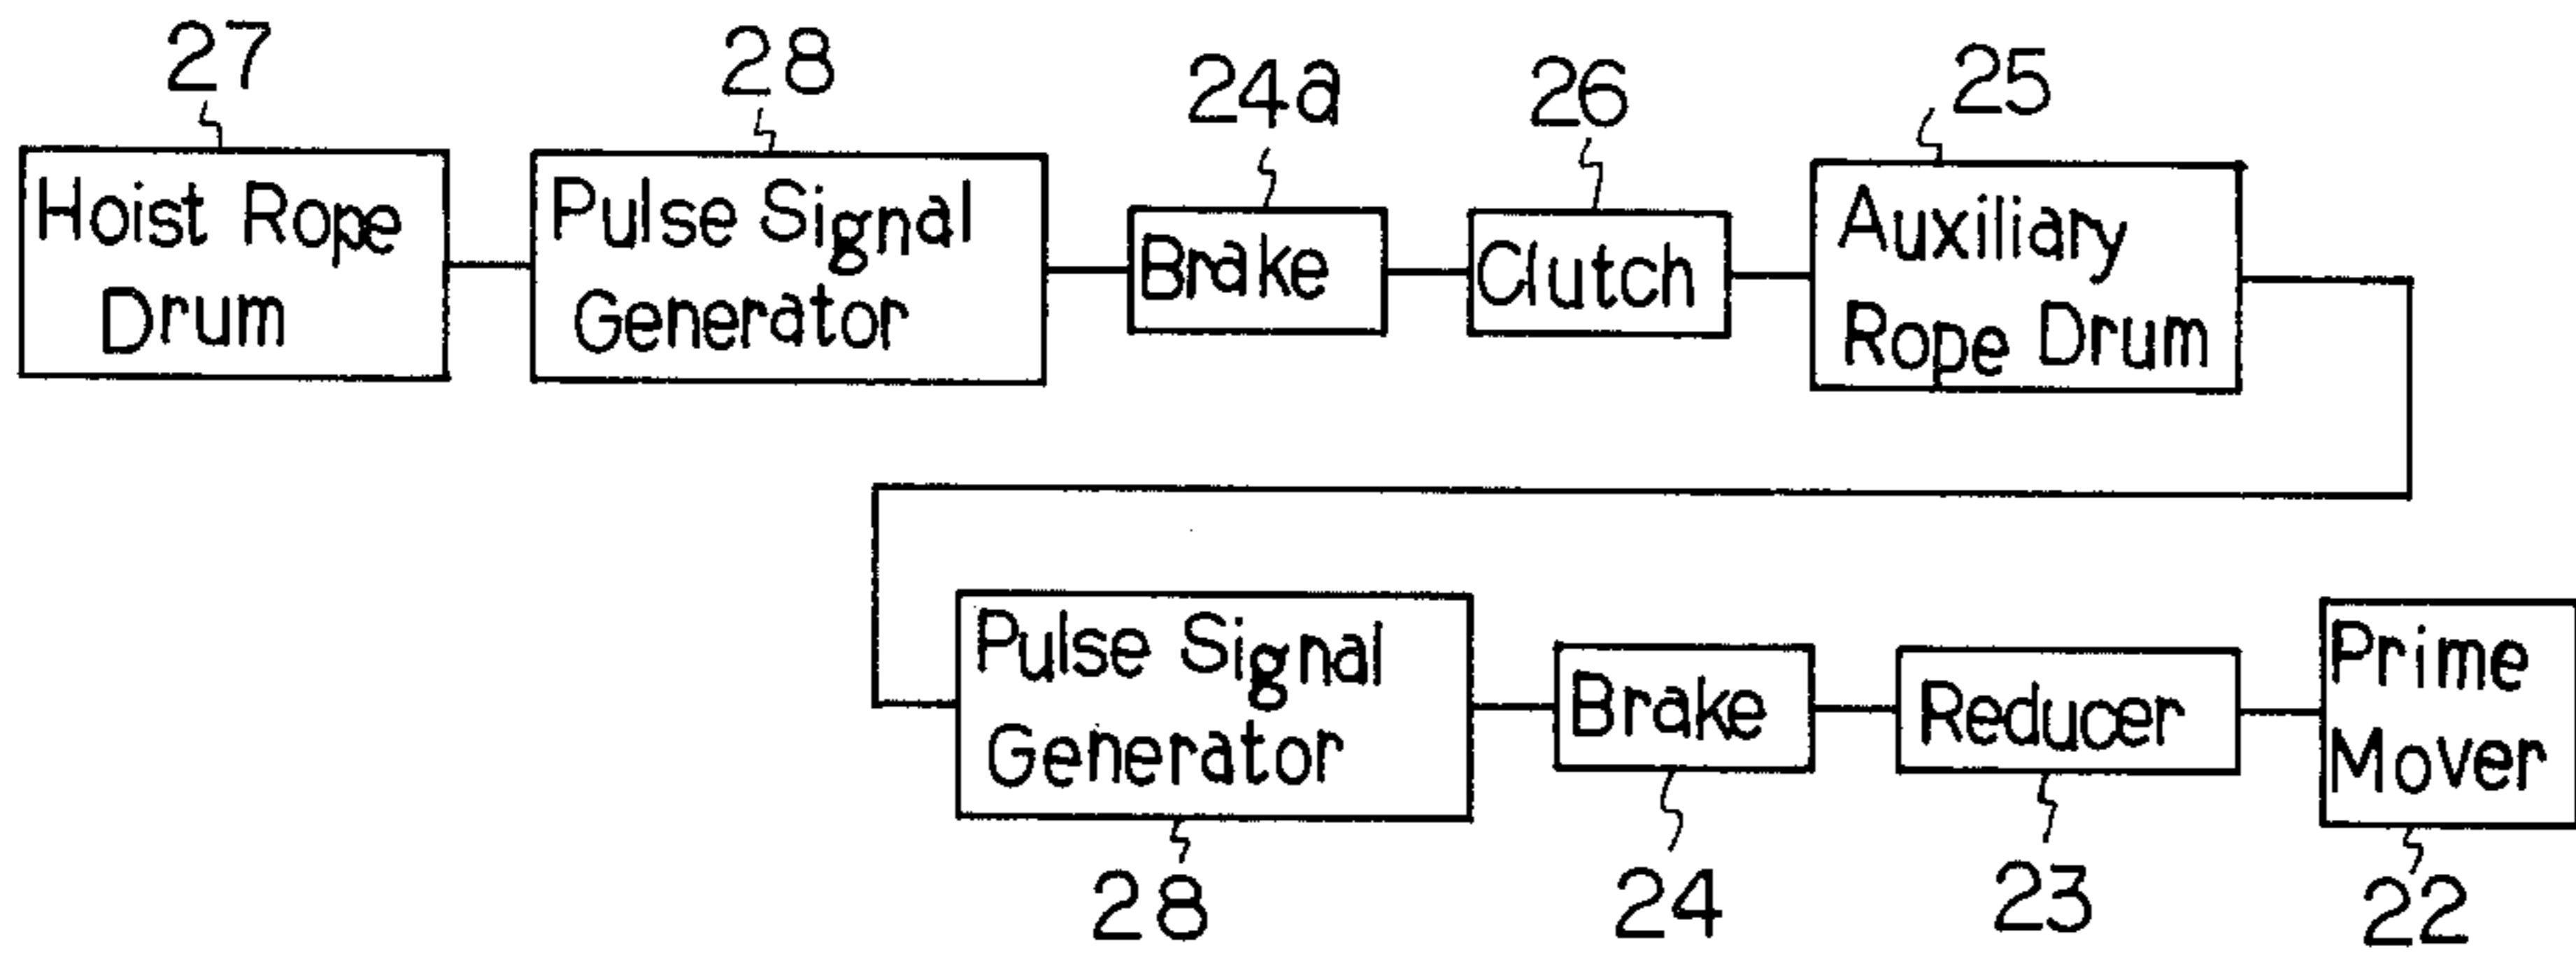 27
28
24a
26
25
Hoist Rope
Drum
Pulse Signal
Generator
Brake
Clutch
Auxiliary
Rope Drum
Pulse Signal
Generator
Brake
Reducer
Prime
Mover
28
24
23
22